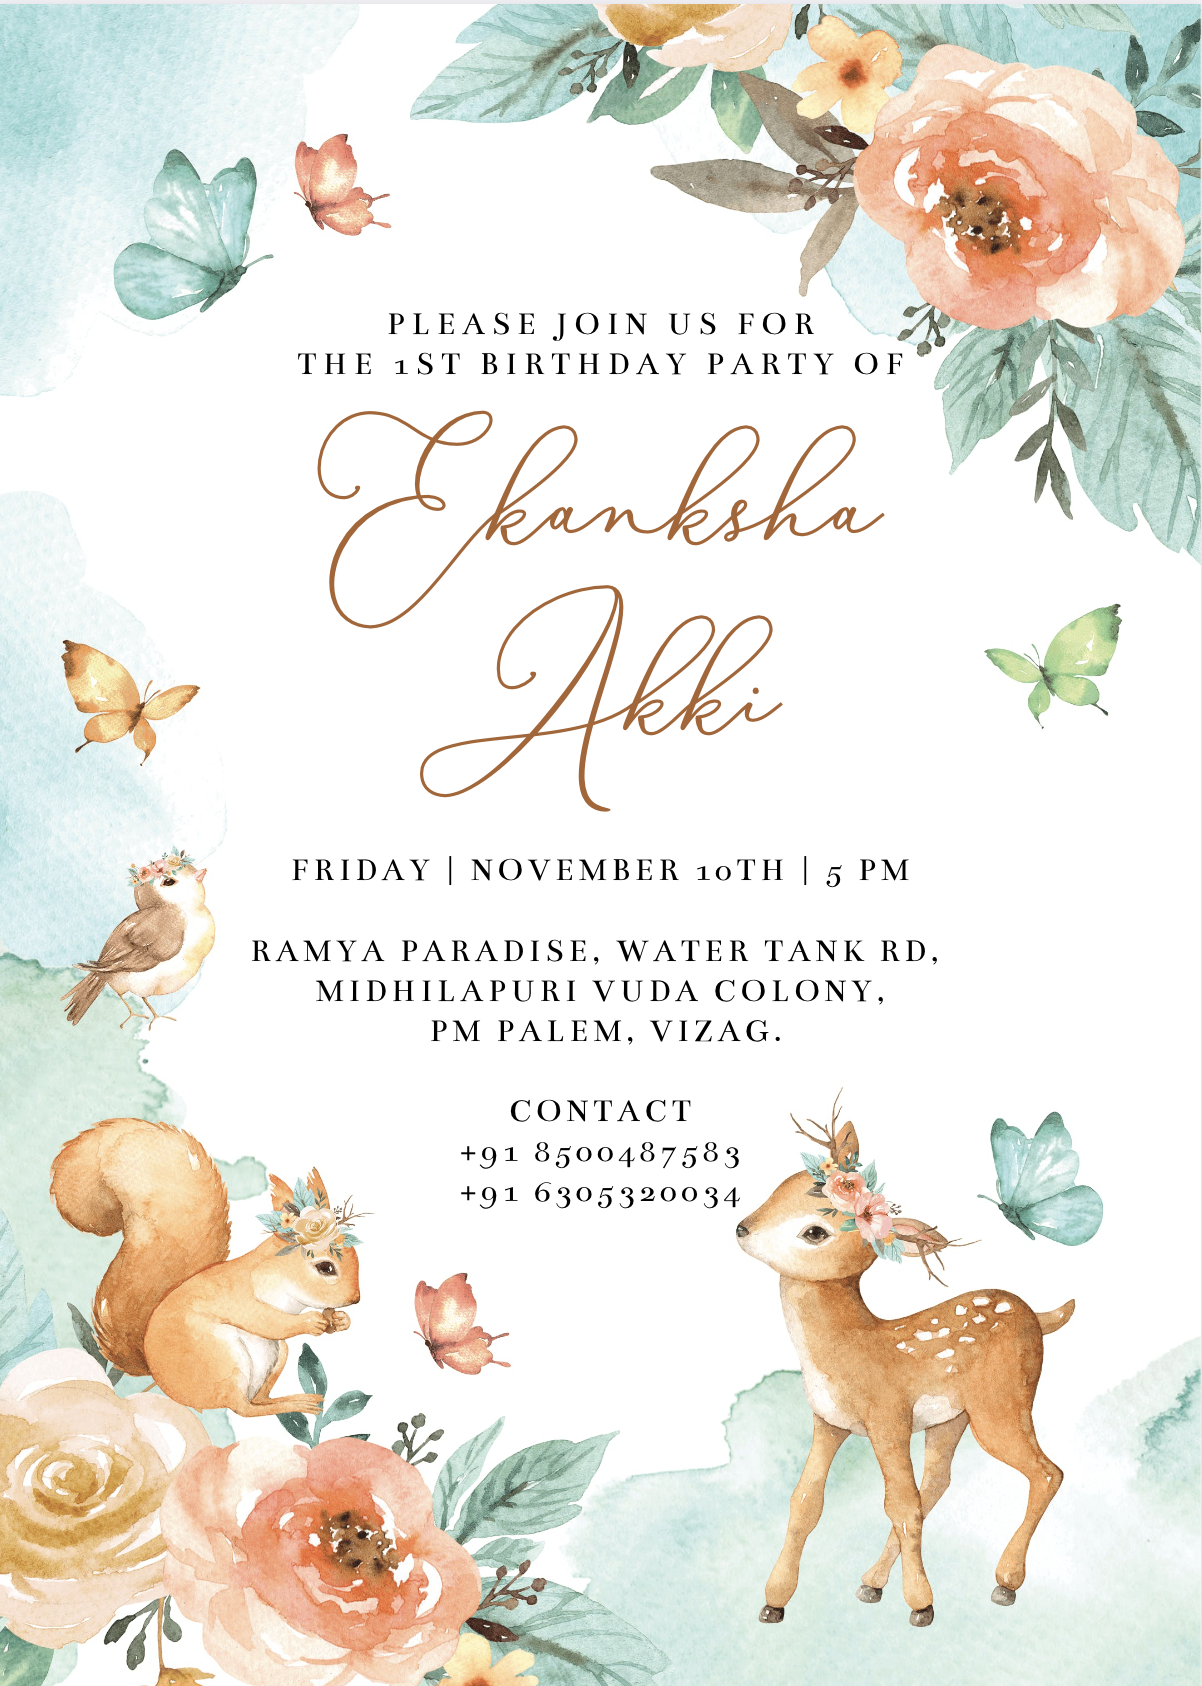 PLEASE JOIN US FOR
THE 1ST BIRTHDAY PARTY OF
Ekanksha
Akki
FRIDAY | NOVEMBER 10TH | 5 PM
RAMYA PARADISE, WATER TANK RD,
MIDHILAPURI VUDA COLONY,
PM PALEM, VIZAG.
CONTACT
+91 8500487583
+91 6305320034